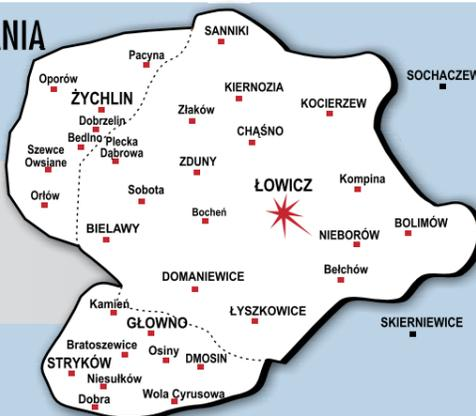 NIA
SANNIKI
Pacyna
SOCHACZEW
Oporów
KIERNOZIA
ŻYCHLIN
KOCIERZEW
Złaków
Dobrzelin
CHĄŚNO
Bedlno
Plecka
Dąbrowa
Szewce
Owsiane
ZDUNY
ŁOWICZ
Kompina
Sobota
Orłów
Bocheń
BOLIMÓW
BIELAWY
NIEBORÓW
Bełchów
DOMANIEWICE
Kamień
ŁYSZKOWICE
GŁOWNO
SKIERNIEWICE
Bratoszewice
Osiny
DMOSIN
STRYKÓW
Niesułków
Wola Cyrusowa
Dobra